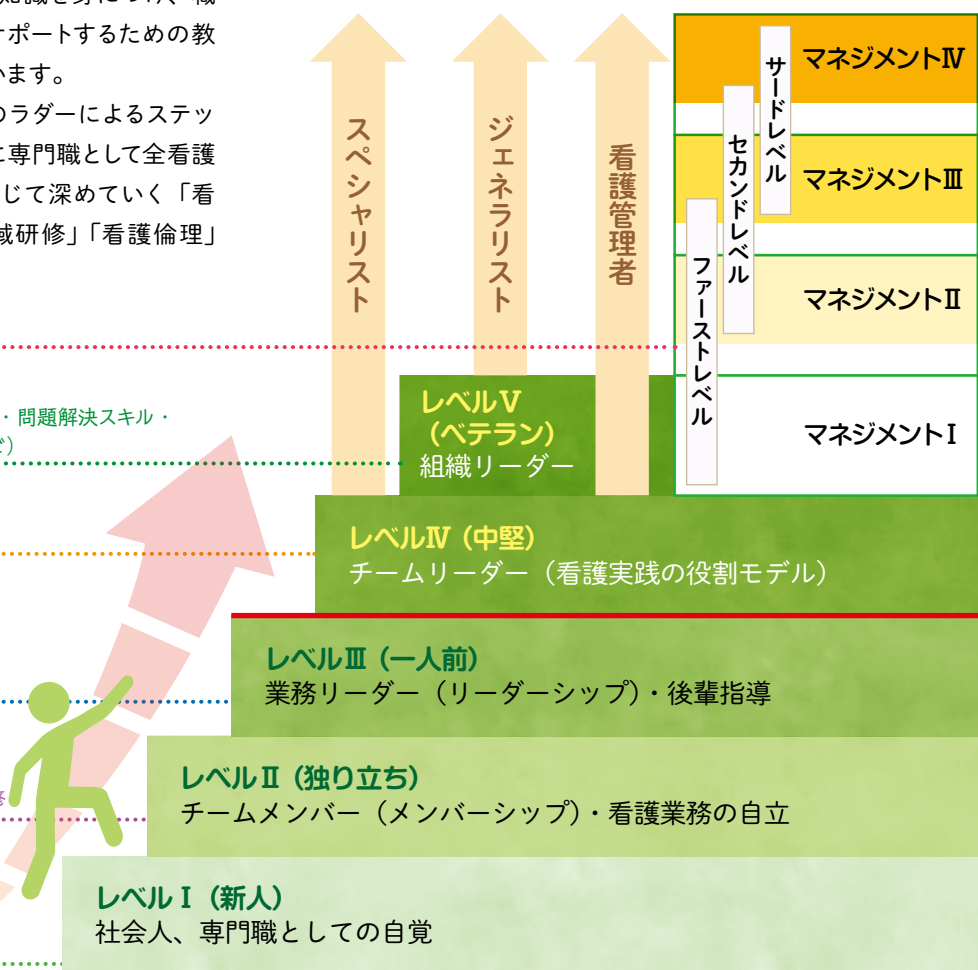 サポートするための教
います。
のラダーによるステッ
に専門職として全看護
じて深めていく「看
域研修」「看護倫理」
スペシャリスト
ジェネラリスト
看護管理者
マネジメントⅣ
マネジメントⅢ
マネジメントⅡ
マネジメントⅠ
サードレベル
セカンドレベル
ファーストレベル
・問題解決スキル・
レベルⅤ
（ベテラン）
組織リーダー
レベルⅣ（中堅）
チームリーダー（看護実践の役割モデル）
レベルⅢ（一人前）
業務リーダー（リーダーシップ）・後輩指導
レベルⅡ（独り立ち）
チームメンバー（メンバーシップ）・看護業務の自立
レベルⅠ（新人）
社会人、専門職としての自覚